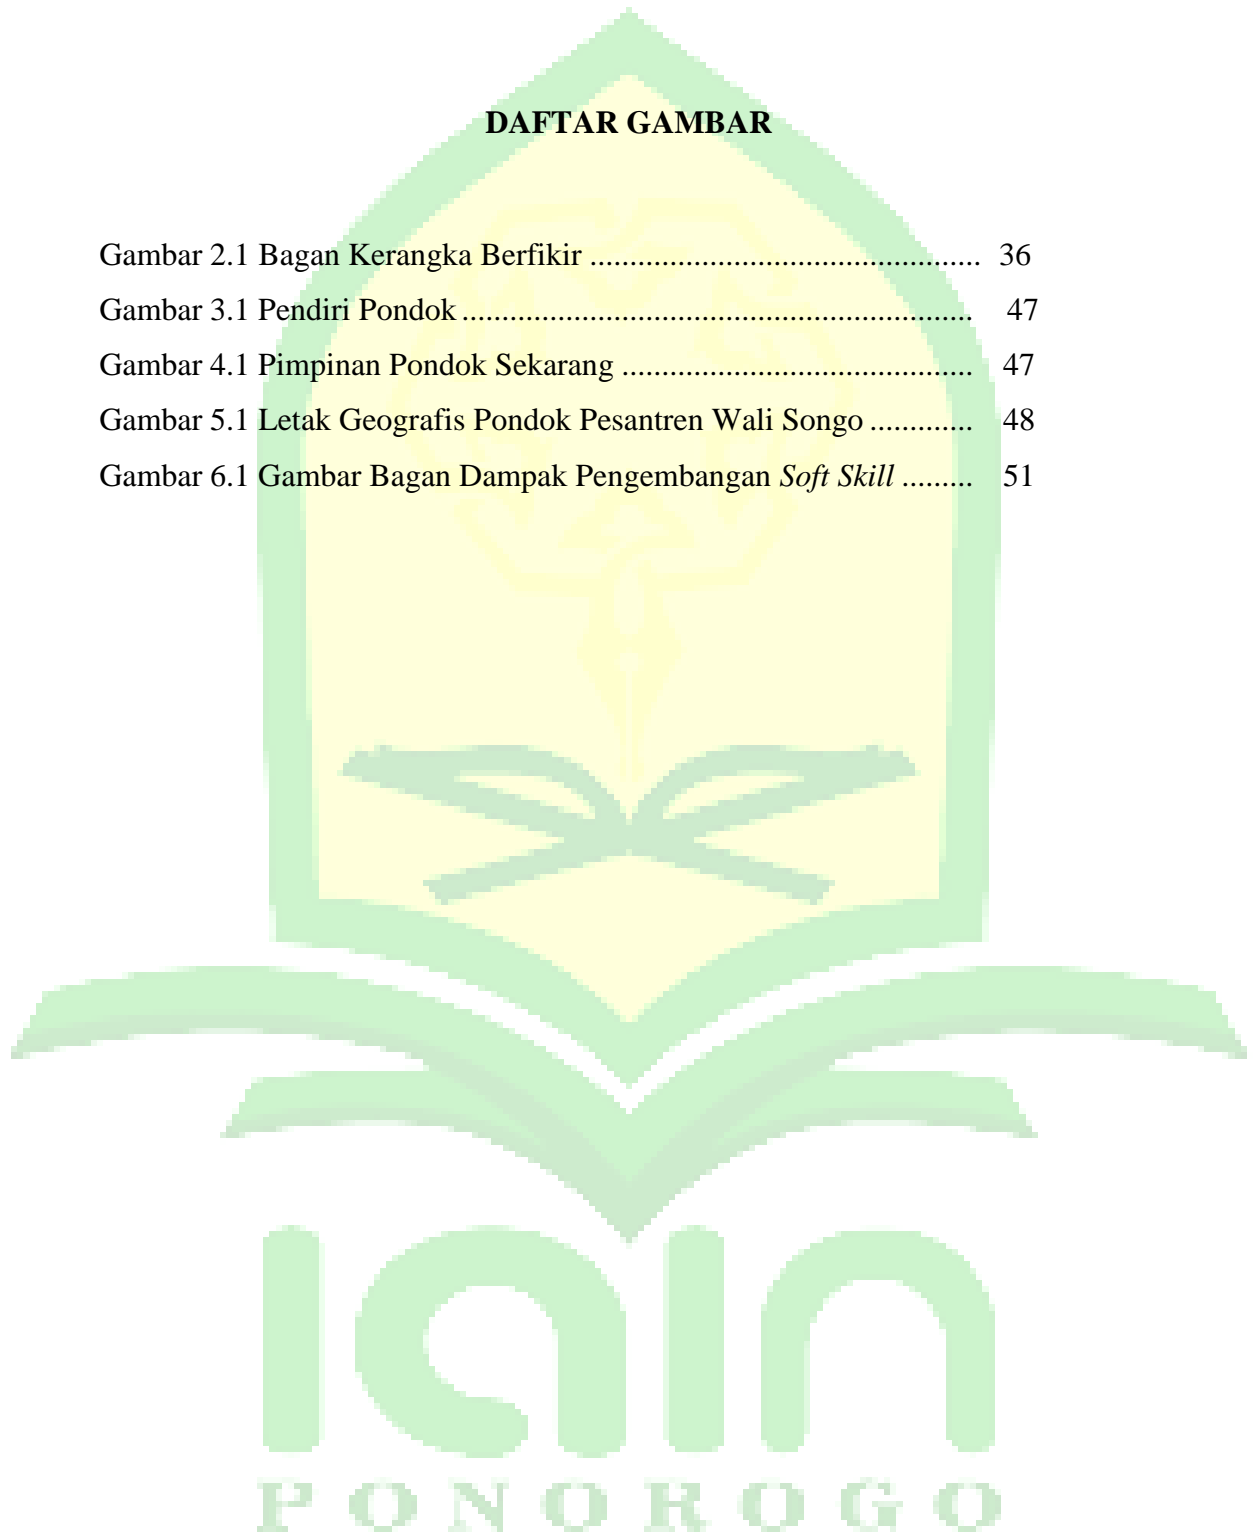 DAFTAR GAMBAR
Gambar 2.1 Bagan Kerangka Berfikir ................................................. 36
Gambar 3.1 Pendiri Pondok ................................................................ 47
Gambar 4.1 Pimpinan Pondok Sekarang ............................................ 47
Gambar 5.1 Letak Geografis Pondok Pesantren Wali Songo ............. 48
Gambar 6.1 Gambar Bagan Dampak Pengembangan Soft Skill ......... 51
iain
PONOROGO